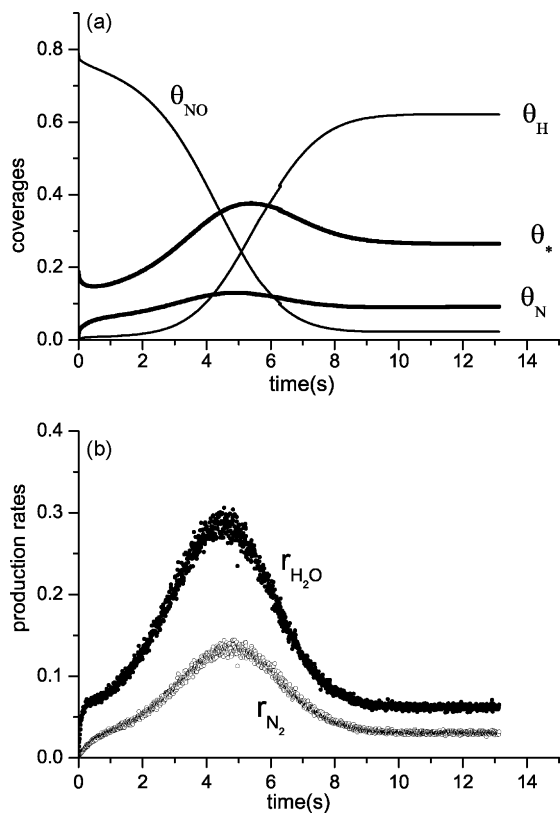 (a)
0.8
0.6
0.4
0.2
0.0
coverages
θNO
θH
θ*
θN
0 2 4 6 8 10 12 14
time(s)
(b)
0.4
0.3
0.2
0.1
0.0
production rates
rH2O
rN2
0 2 4 6 8 10 12 14
time(s)